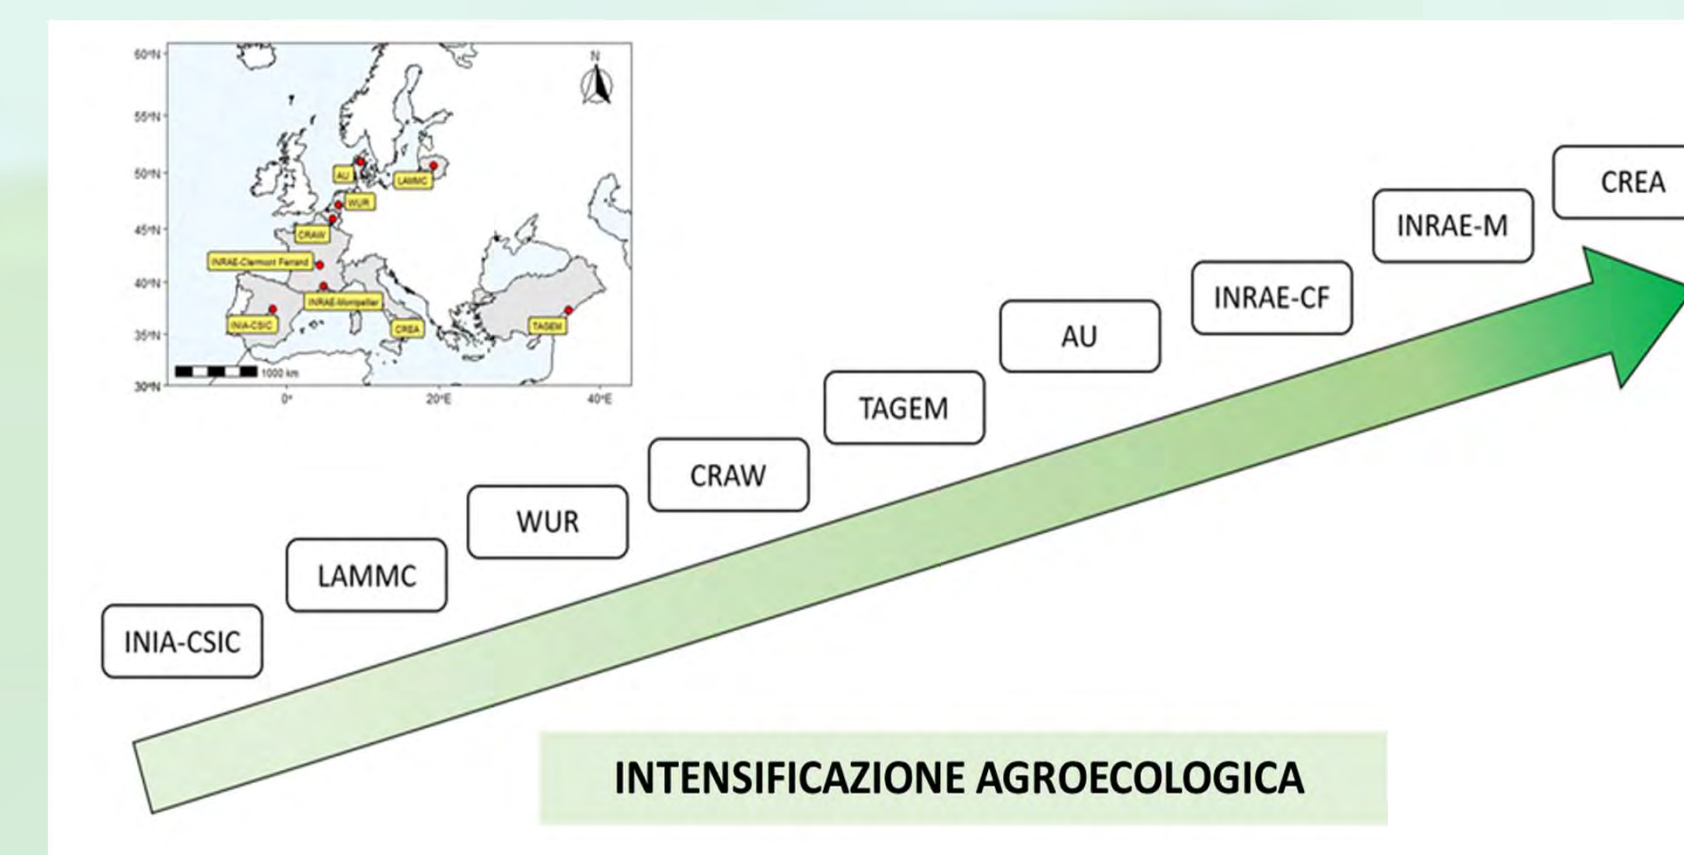 60°N
55°N
50°N
45°N
40°N
35°N
30°N
N
AU
LAMMC
WUR
CRAW
INRAE-Clermont Ferrand
INRAE-Montpellier
INIA-CSIC
CREA
TAGEM
1000 km
0°
20°E
40°E
CREA
INRAE-M
INRAE-CF
AU
TAGEM
CRAW
WUR
LAMMC
INIA-CSIC
INTENSIFICAZIONE AGROECOLOGICA